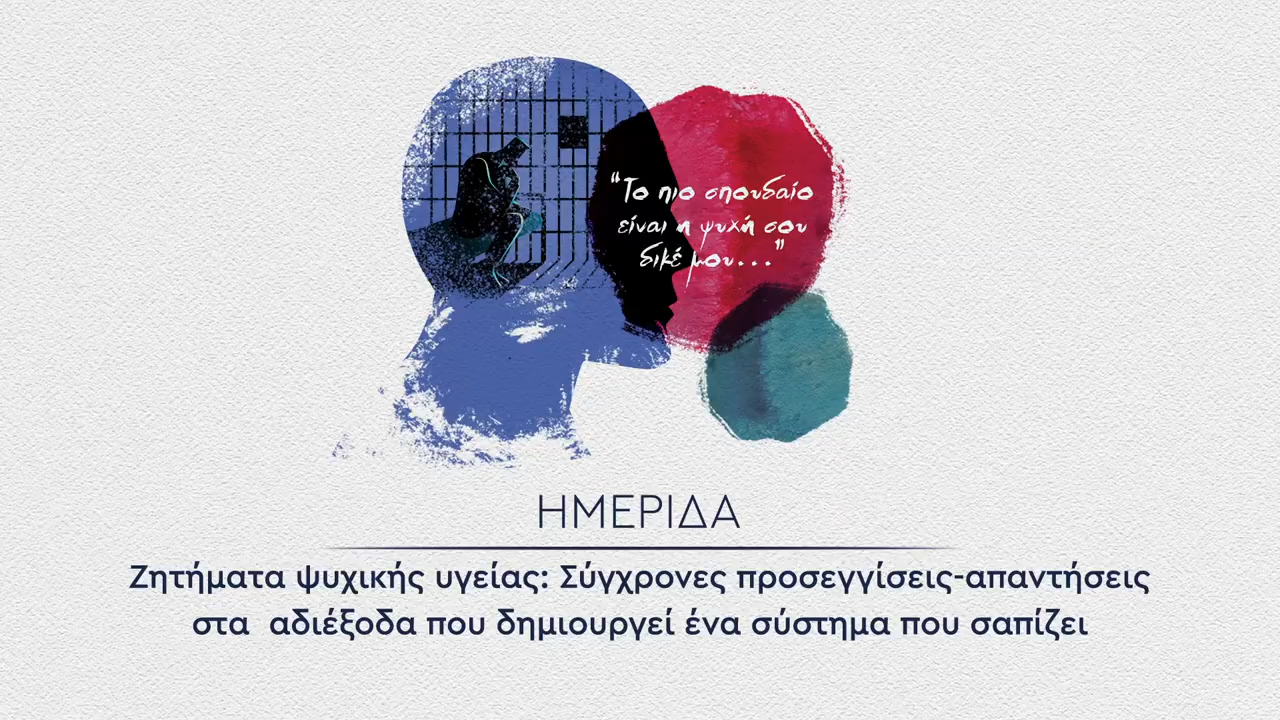 “Το πιο σπουδαίο
είναι η ψυχή σου
δικέ μου...”
ΗΜΕΡΙΔΑ
Ζητήματα ψυχικής υγείας: Σύγχρονες προσεγγίσεις-απαντήσεις
στα  αδιέξοδα που δημιουργεί ένα σύστημα που σαπίζει